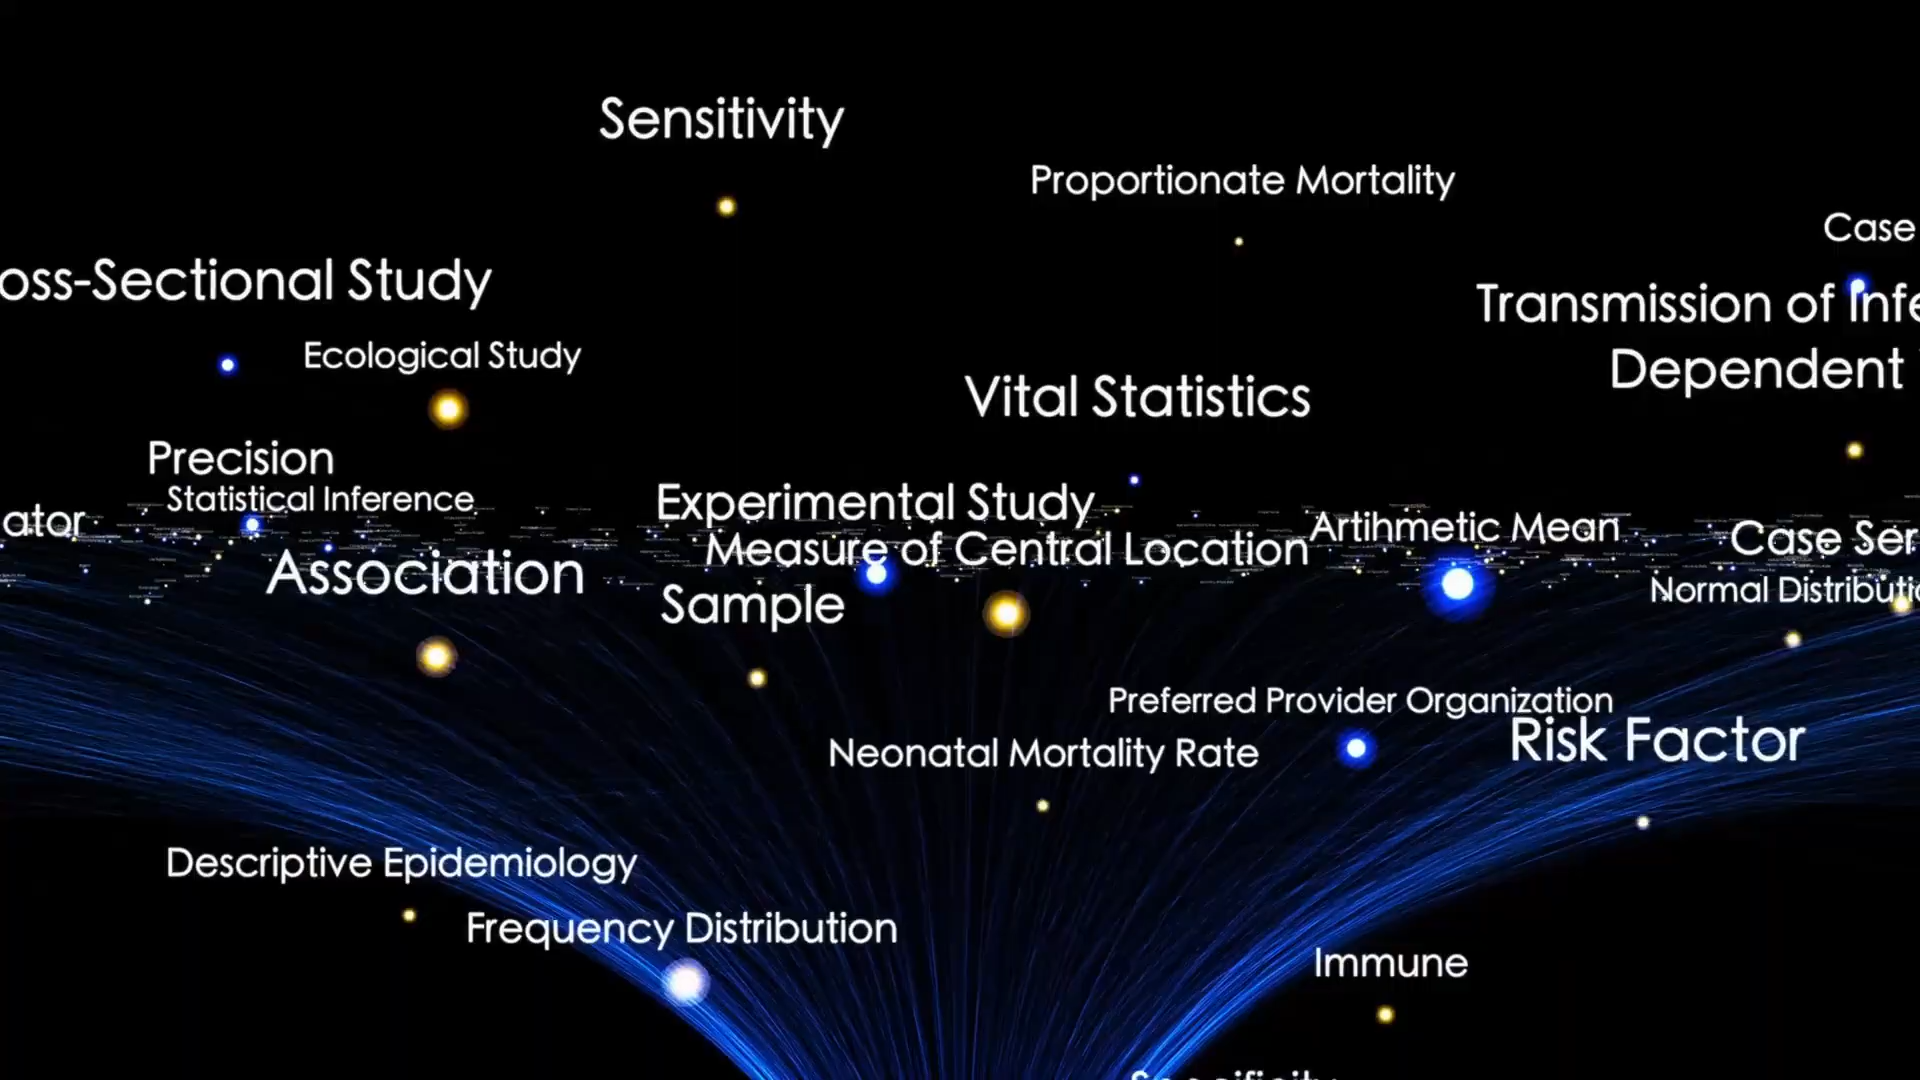 Sensitivity
Proportionate Mortality
Case
oss-Sectional Study
Transmission of Infe
Ecological Study
Dependent
Vital Statistics
Precision
Statistical Inference
Experimental Study
ator
Artihmetic Mean
Case Ser
Measure of Central Location
Association
Normal Distributio
Sample
Preferred Provider Organization
Risk Factor
Neonatal Mortality Rate
Descriptive Epidemiology
Frequency Distribution
Immune